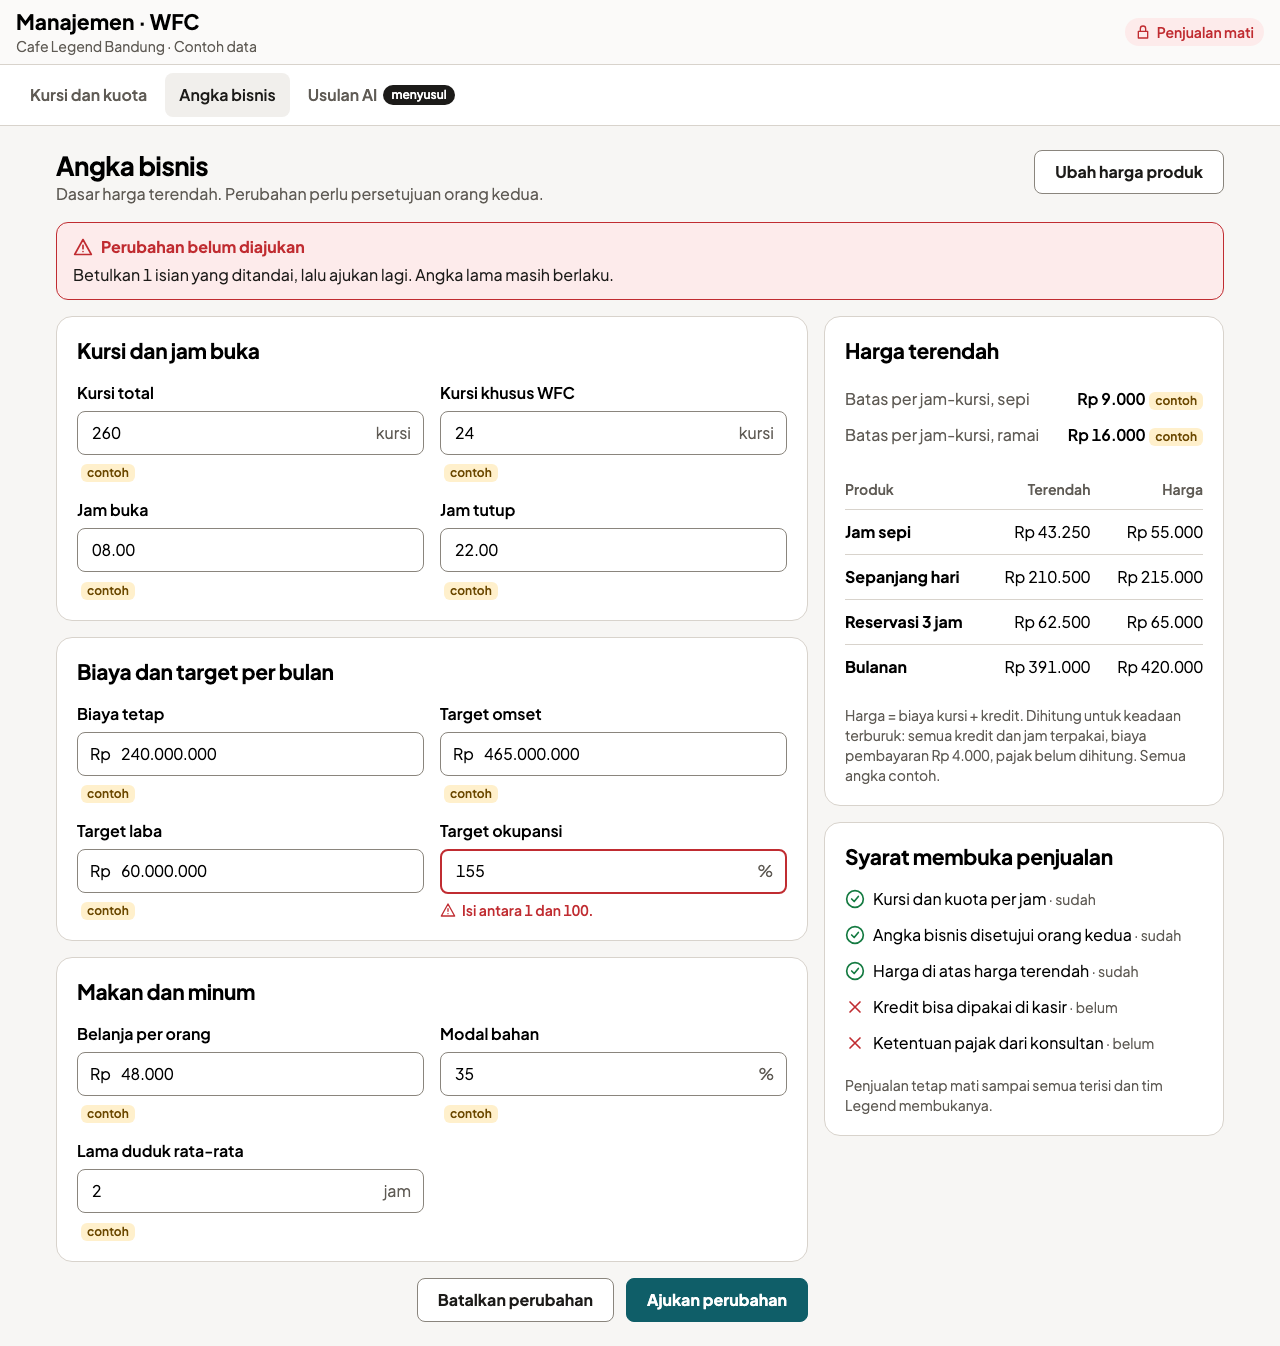 Manajemen · WFC
Cafe Legend Bandung · Contoh data
Penjualan mati
Kursi dan kuota
Angka bisnis
Usulan AI menyusul
Angka bisnis
Dasar harga terendah. Perubahan perlu persetujuan orang kedua.
Ubah harga produk
Perubahan belum diajukan
Betulkan 1 isian yang ditandai, lalu ajukan lagi. Angka lama masih berlaku.
Kursi dan jam buka
Kursi total
260 kursi
contoh
Kursi khusus WFC
24 kursi
contoh
Jam buka
08.00
contoh
Jam tutup
22.00
contoh
Biaya dan target per bulan
Biaya tetap
Rp 240.000.000
contoh
Target omset
Rp 465.000.000
contoh
Target laba
Rp 60.000.000
contoh
Target okupansi
155 %
Isi antara 1 dan 100.
Makan dan minum
Belanja per orang
Rp 48.000
contoh
Modal bahan
35 %
contoh
Lama duduk rata-rata
2 jam
contoh
Batalkan perubahan
Ajukan perubahan
Harga terendah
Batas per jam-kursi, sepi Rp 9.000 contoh
Batas per jam-kursi, ramai Rp 16.000 contoh
Produk Terendah Harga
Jam sepi Rp 43.250 Rp 55.000
Sepanjang hari Rp 210.500 Rp 215.000
Reservasi 3 jam Rp 62.500 Rp 65.000
Bulanan Rp 391.000 Rp 420.000
Harga = biaya kursi + kredit. Dihitung untuk keadaan
terburuk: semua kredit dan jam terpakai, biaya
pembayaran Rp 4.000, pajak belum dihitung. Semua
angka contoh.
Syarat membuka penjualan
Kursi dan kuota per jam · sudah
Angka bisnis disetujui orang kedua · sudah
Harga di atas harga terendah · sudah
Kredit bisa dipakai di kasir · belum
Ketentuan pajak dari konsultan · belum
Penjualan tetap mati sampai semua terisi dan tim
Legend membukanya.